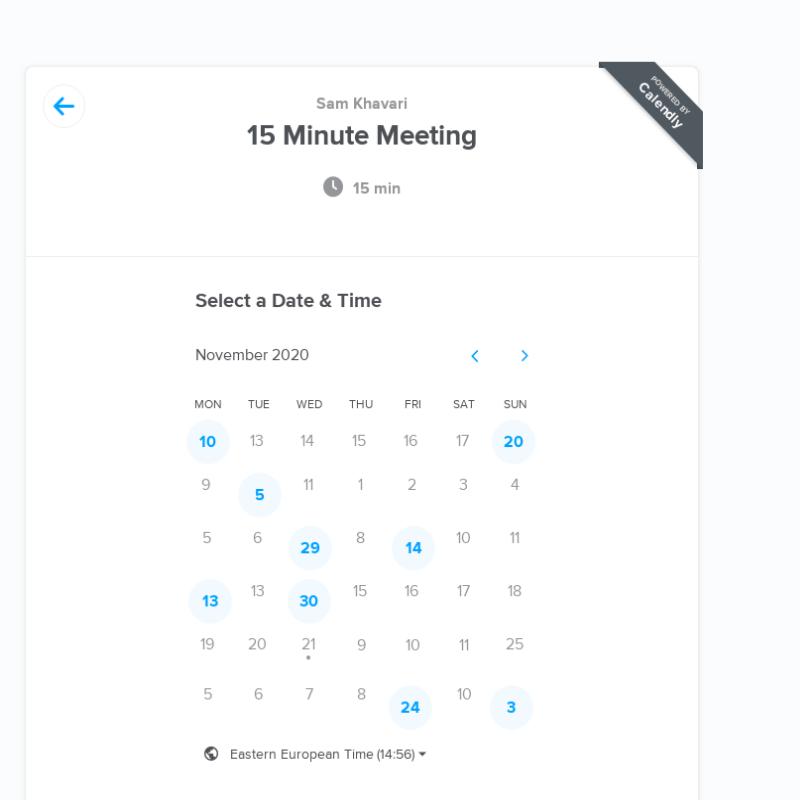 POWERED BY
Calendly
Sam Khavari
15 Minute Meeting
15 min
Select a Date & Time
November 2020
MON TUE WED THU FRI SAT SUN
10 13 14 15 16 17 20
9 5 11 1 2 3 4
5 6 29 8 14 10 11
13 13 30 15 16 17 18
19 20 21 9 10 11 25
5 6 7 8 24 10 3
Eastern European Time (14:56)